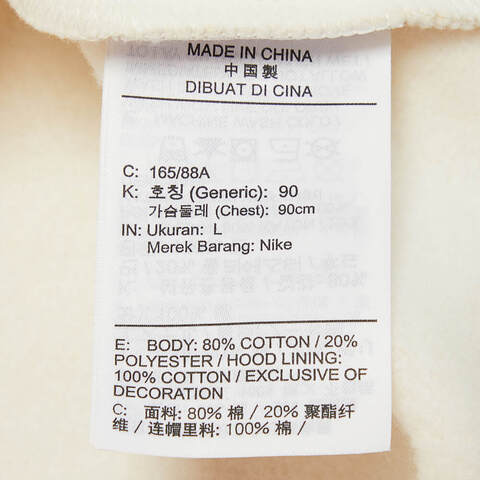 MADE IN CHINA
中国製
DIBUAT DI CINA
C: 165/88A
K: 호칭 (Generic): 90
가슴둘레 (Chest): 90cm
IN: Ukuran: L
Merek Barang: Nike
E: BODY: 80% COTTON / 20%
POLYESTER / HOOD LINING:
100% COTTON / EXCLUSIVE OF
DECORATION
C: 面料: 80% 棉 / 20% 聚酯纤
维 / 连帽里料: 100% 棉 /